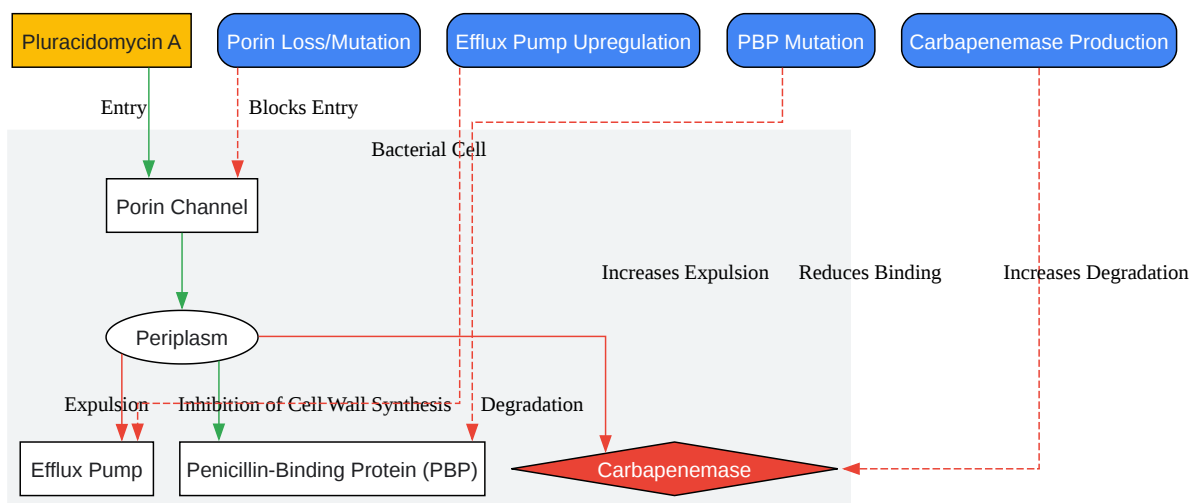 Pluracidomycin A
Porin Loss/Mutation
Efflux Pump Upregulation
PBP Mutation
Carbapenemase Production
Entry
Blocks Entry
Bacterial Cell
Porin Channel
Increases Expulsion
Reduces Binding
Increases Degradation
Periplasm
Expulsion
Inhibition of Cell Wall Synthesis
Degradation
Efflux Pump
Penicillin-Binding Protein (PBP)
Carbapenemase